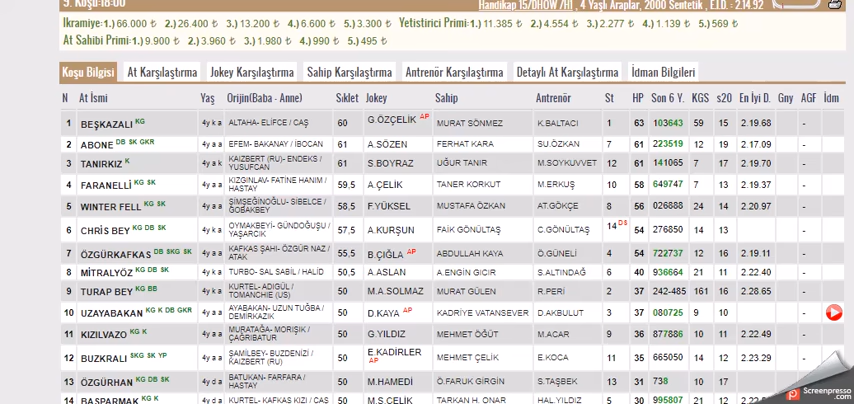 9. Koşu:18:00
Handikap 15/DHÖW /H1 , 4 Yaşlı Araplar, 2000 Sentetik , E.İ.D. : 2.14.92
İkramiye: 1.) 66.000 ₺ 2.) 26.400 ₺ 3.) 13.200 ₺ 4.) 6.600 ₺ 5.) 3.300 ₺ Yetistirici Primi: 1.) 11.385 ₺ 2.) 4.554 ₺ 3.) 2.277 ₺ 4.) 1.139 ₺ 5.) 569 ₺
At Sahibi Primi: 1.) 9.900 ₺ 2.) 3.960 ₺ 3.) 1.980 ₺ 4.) 990 ₺ 5.) 495 ₺
Koşu Bilgisi At Karşılaştırma Jokey Karşılaştırma Sahip Karşılaştırma Antrenör Karşılaştırma Detaylı At Karşılaştırma İdman Bilgileri
N At İsmi Yaş Orijin(Baba - Anne) Sıklet Jokey Sahip Antrenör St HP Son 6 Y. KGS s20 En İyi D. Gny AGF İdm
1 BEŞKAZALI KG 4y k a ALTAHA- ELİFCE / CAŞ 60 G.ÖZÇELİK AP MURAT SÖNMEZ K.BALTACI 1 63 103643 59 15 2.19.68 -
2 ABONE DB SK GKR 4y a a EFEM- BAKANAY / İBOCAN 61 A.SÖZEN FERHAT KARA SU.ÖZKAN 7 61 223519 12 19 2.17.09 -
3 TANIRKIZ K 4y a k KAIZBERT (RU)- ENDEKS / YUSUFCAN 61 S.BOYRAZ UĞUR TANIR M.SOYKUVVET 12 61 141065 7 17 2.19.70 -
4 FARANELLİ KG SK 4y a a KIZGINLAV- FATİNE HANIM / HASTAY 59,5 A.ÇELİK TANER KORKUT M.ERKUŞ 10 58 649747 7 13 2.19.37 -
5 WINTER FELL KG SK 4y a a ŞİMŞEĞİNOĞLU- SİBELCE / GÖBAKBEY 58,5 F.YÜKSEL MUSTAFA ÖZKAN AT.GÖKÇE 8 56 026888 24 14 2.20.97 -
6 CHRİS BEY KG DB SK 4y k a OYMAKBEYİ- GÜNDOĞUŞU / YAŞARCIK 57,5 A.KURŞUN FAİK GÖNÜLTAŞ C.GÖNÜLTAŞ 14 DS 54 276850 14 13 -
7 ÖZGÜRKAFKAS DB SKG SK 4y a a KAFKAS ŞAHI- ÖZGÜR NAZ / ATAK 55,5 B.ÇIĞLA AP ABDULLAH KAYA Ö.GÜNELİ 4 54 722737 12 16 2.19.11 -
8 MİTRALYÖZ KG DB SK 4y k a TURBO- SAL SABİL / HALİD 50,5 A.ASLAN A.ENGİN GICIR S.ALTINDAĞ 6 40 936664 21 11 2.22.40 -
9 TURAP BEY KG BB 4y k a KURTEL- ADIGÜL / TOMANCHIE (US) 50 M.A.SOLMAZ MURAT GÜLEN R.PERİ 2 37 242-485 161 16 2.28.65 -
10 UZAYABAKAN KG K DB GKR 4y a a AYABAKAN- UZUN TUĞBA / DEMİRKAZIK 50 D.KAYA AP KADRİYE VATANSEVER D.AKBULUT 3 37 080725 9 10 -
11 KIZILVAZO KG K 4y a a MURATAĞA- MORIŞIK / ÇAĞRIBATUR 50 G.YILDIZ MEHMET ÖĞÜT M.ACAR 9 36 877886 10 11 2.22.49 -
12 BUZKRALI SKG SK YP 4y a a ŞAMİLBEY- BUZDENİZİ / KAIZBERT (RU) 50 E.KADİRLER AP MEHMET ÇELİK E.KOCA 11 35 665050 14 12 2.23.29 -
13 ÖZGÜRHAN KG DB SK 4y d a BATUKAN- FARFARA / HASTAY 50 M.HAMEDİ Ö.FARUK GİRGİN S.TAŞBEK 13 31 738 10 17 -
14 BASPARMAK KG K 4y d a KURTEL- KAFKAS KIZI / CAS 50 M.S.ÇELİK TARKAN H. ONAR HAL.YILDIZ 5 30 995807 21 12
Screenpresso.com